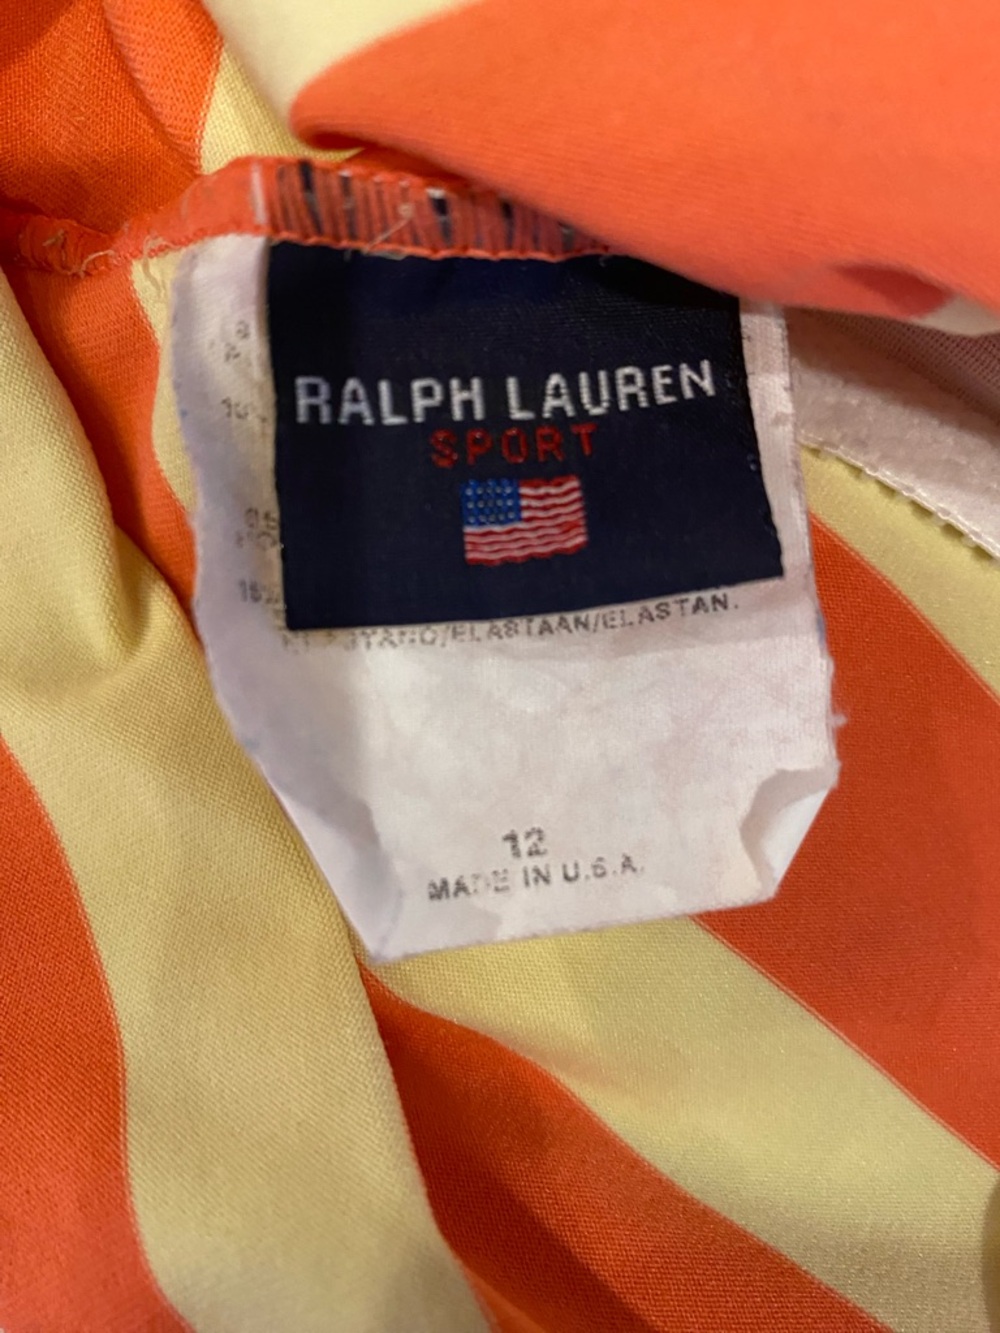 RALPH LAUREN
SPORT
/ELASTAAN/ELASTAN.
12
MADE IN U.S.A.